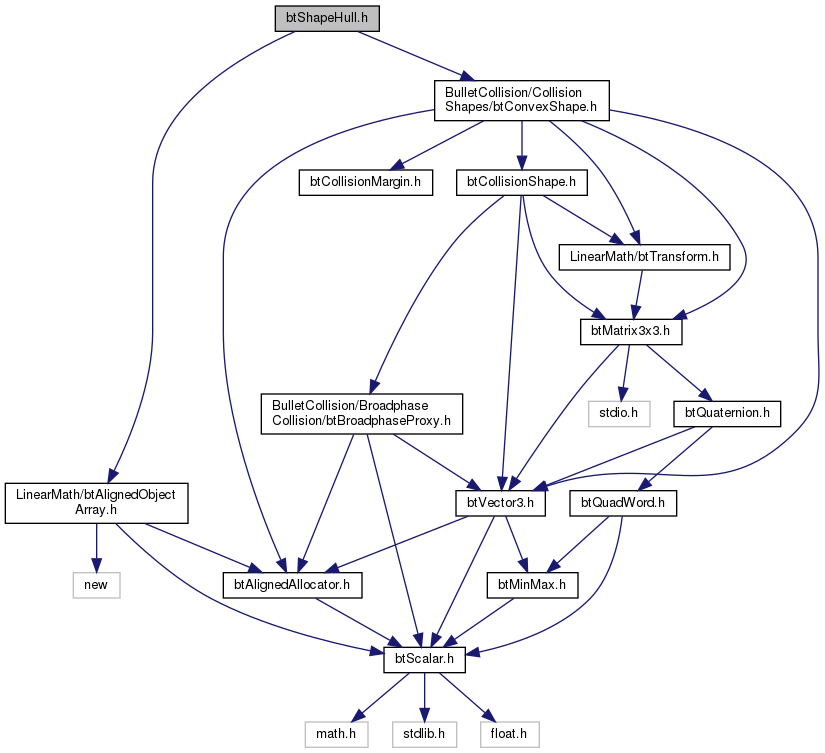 btShapeHull.h
BulletCollision/Collision
Shapes/btConvexShape.h
btCollisionMargin.h
btCollisionShape.h
LinearMath/btTransform.h
btMatrix3x3.h
BulletCollision/Broadphase
Collision/btBroadphaseProxy.h
stdio.h
btQuaternion.h
LinearMath/btAlignedObject
Array.h
btVector3.h
btQuadWord.h
new
btAlignedAllocator.h
btMinMax.h
btScalar.h
math.h
stdlib.h
float.h